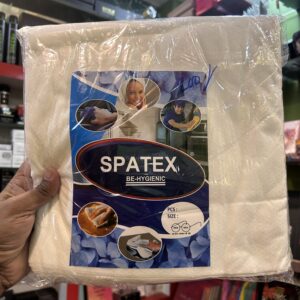 SPATEX
BE-HYGIENIC
PCS :
SIZE :